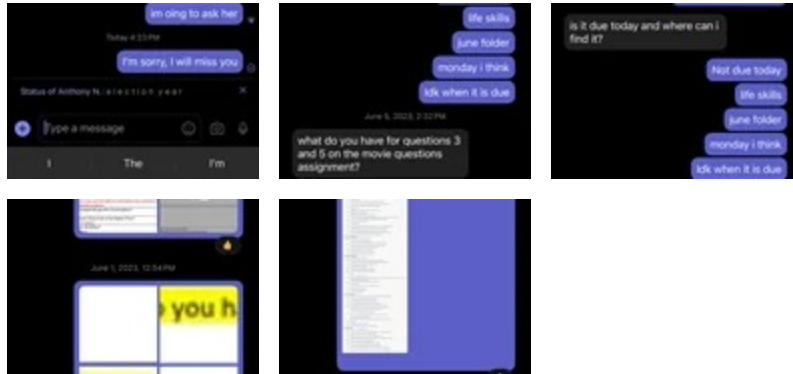 im oing to ask her
Today 4:23 PM
I'm sorry, I will miss you
Status of Anthony N.: e l e c t i o n y e a r
Type a message
I The I'm
life skills
june folder
monday i think
Idk when it is due
June 5, 2023, 2:32 PM
what do you have for questions 3
and 5 on the movie questions
assignment?
is it due today and where can i
find it?
Not due today
life skills
june folder
monday i think
Idk when it is due
June 1, 2023, 12:54 PM
you h